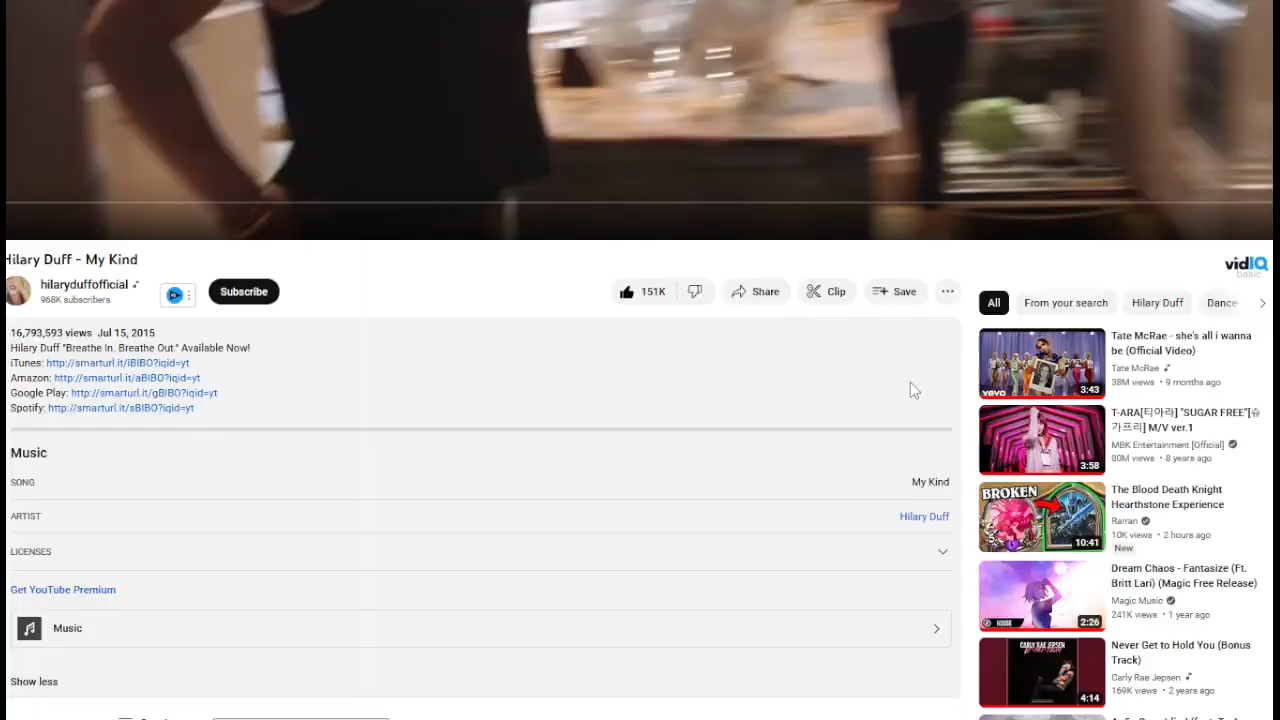 Hilary Duff - My Kind
hilaryduffofficial
968K subscribers
Subscribe
151K
Share
Clip
Save
16,793,593 views Jul 15, 2015
Hilary Duff "Breathe In. Breathe Out." Available Now!
iTunes: http://smarturl.it/iBIBO?iqid=yt
Amazon: http://smarturl.it/aBIBO?iqid=yt
Google Play: http://smarturl.it/gBIBO?iqid=yt
Spotify: http://smarturl.it/sBIBO?iqid=yt
Music
SONG My Kind
ARTIST Hilary Duff
LICENSES
Get YouTube Premium
Music
Show less
vidIQ
basic
All From your search Hilary Duff Dance
vevo
3:43
Tate McRae - she's all i wanna
be (Official Video)
Tate McRae
38M views • 9 months ago
3:58
T-ARA[티아라] "SUGAR FREE"[슈
가프리] M/V ver.1
MBK Entertainment [Official]
80M views • 8 years ago
BROKEN
5
10:41
The Blood Death Knight
Hearthstone Experience
Rarran
10K views • 2 hours ago
New
HOUSE
2:26
Dream Chaos - Fantasize (Ft.
Britt Lari) (Magic Free Release)
Magic Music
241K views • 1 year ago
CARLY RAE JEPSEN
4:14
Never Get to Hold You (Bonus
Track)
Carly Rae Jepsen
169K views • 2 years ago